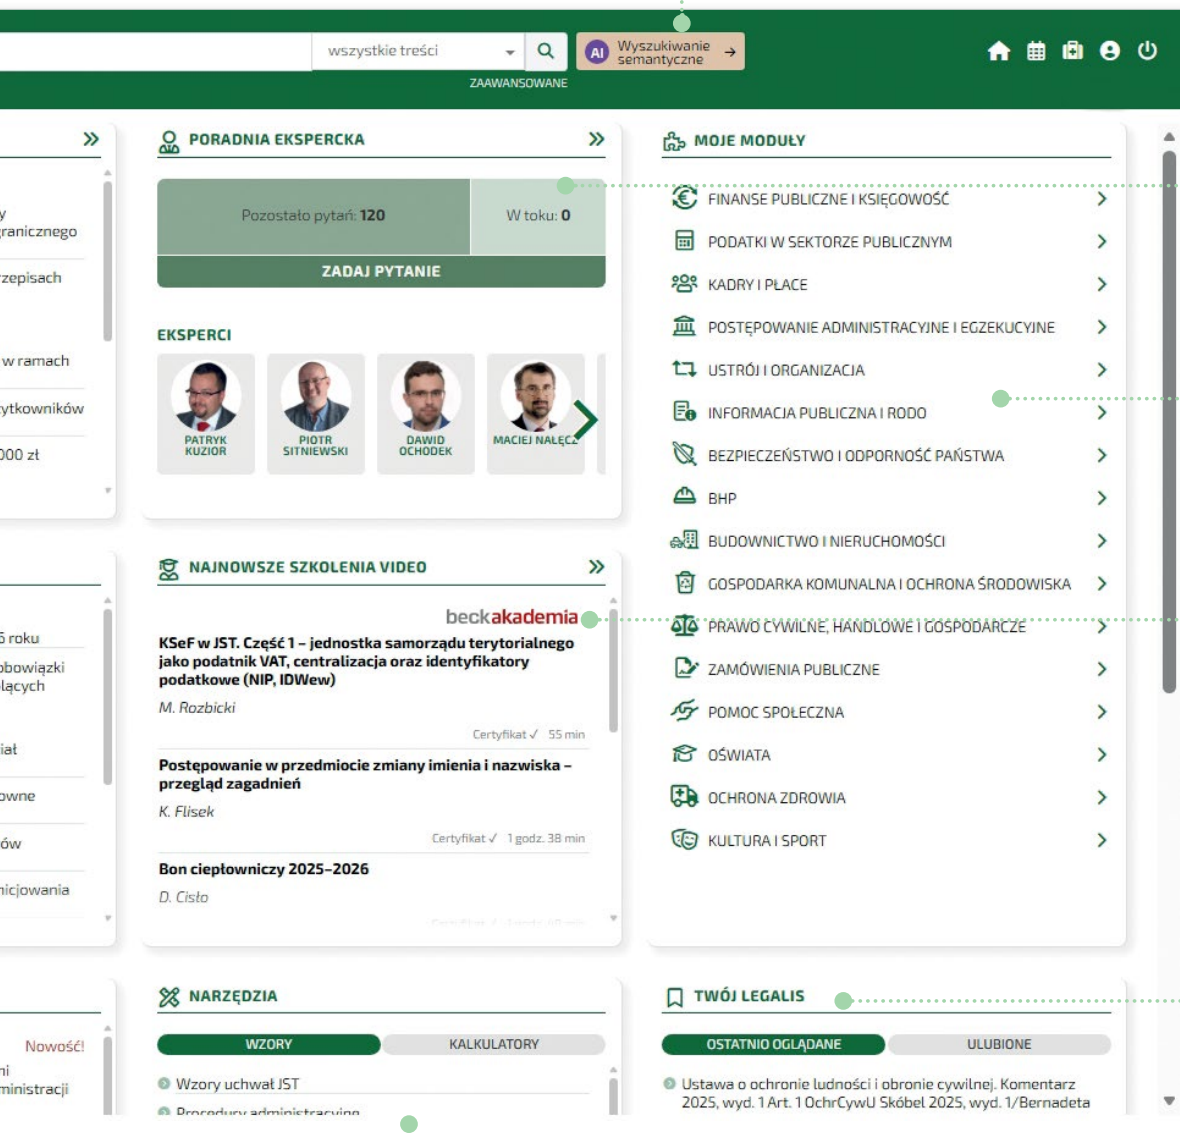 wszystkie treści
AI Wyszukiwanie
semantyczne
ZAAWANSOWANE
y
granicznego
rzepisach
w ramach
żytkowników
000 zł
PORADNIA EKSPERCKA
Pozostało pytań: 120
W toku: 0
ZADAJ PYTANIE
EKSPERCI
PATRYK
KUZIOR
PIOTR
SITNIEWSKI
DAWID
OCHODEK
MACIEJ NAŁĘCZ
MOJE MODUŁY
FINANSE PUBLICZNE I KSIĘGOWOŚĆ
PODATKI W SEKTORZE PUBLICZNYM
KADRY I PŁACE
POSTĘPOWANIE ADMINISTRACYJNE I EGZEKUCYJNE
USTRÓJ I ORGANIZACJA
INFORMACJA PUBLICZNA I RODO
BEZPIECZEŃSTWO I ODPORNOŚĆ PAŃSTWA
BHP
BUDOWNICTWO I NIERUCHOMOŚCI
GOSPODARKA KOMUNALNA I OCHRONA ŚRODOWISKA
PRAWO CYWILNE, HANDLOWE I GOSPODARCZE
ZAMÓWIENIA PUBLICZNE
POMOC SPOŁECZNA
OŚWIATA
OCHRONA ZDROWIA
KULTURA I SPORT
roku
obowiązki
lących
iat
owne
ów
nicjowania
NAJNOWSZE SZKOLENIA VIDEO
beckakademia
KSeF w JST. Część 1 – jednostka samorządu terytorialnego
jako podatnik VAT, centralizacja oraz identyfikatory
podatkowe (NIP, IDWew)
M. Rozbicki
Certyfikat ✓ 55 min
Postępowanie w przedmiocie zmiany imienia i nazwiska –
przegląd zagadnień
K. Flisek
Certyfikat ✓ 1 godz. 38 min
Bon ciepłowniczy 2025–2026
D. Cisło
Nowość!
ni
ministracji
NARZĘDZIA
WZORY
KALKULATORY
Wzory uchwał JST
Procedury administracyjne
TWÓJ LEGALIS
OSTATNIO OGLĄDANE
ULUBIONE
Ustawa o ochronie ludności i obronie cywilnej. Komentarz
2025, wyd. 1 Art. 1 OchrCywU Skóbel 2025, wyd. 1/Bernadeta